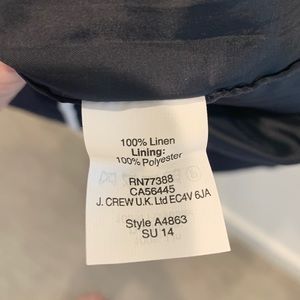 100% Linen
Lining:
100% Polyester
RN77388
CA56445
J. CREW U.K. Ltd EC4V 6JA
Style A4863
SU 14